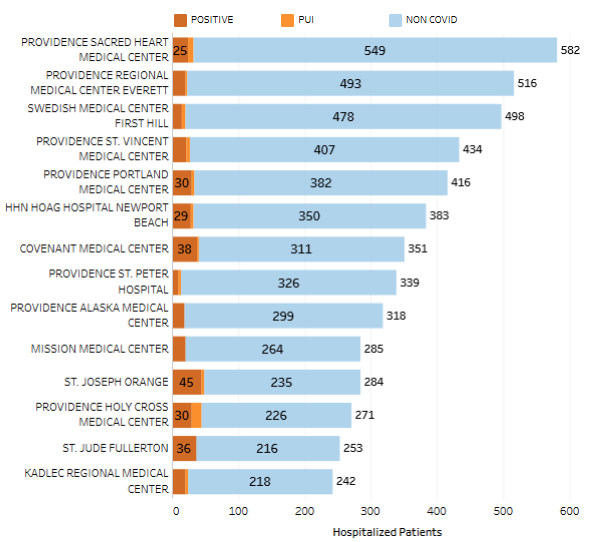 POSITIVE PUI NON COVID
PROVIDENCE SACRED HEART
MEDICAL CENTER
25 549 582
PROVIDENCE REGIONAL
MEDICAL CENTER EVERETT
493 516
SWEDISH MEDICAL CENTER
FIRST HILL
478 498
PROVIDENCE ST. VINCENT
MEDICAL CENTER
407 434
PROVIDENCE PORTLAND
MEDICAL CENTER
30 382 416
HHN HOAG HOSPITAL NEWPORT
BEACH
29 350 383
COVENANT MEDICAL CENTER 38 311 351
PROVIDENCE ST. PETER
HOSPITAL
326 339
PROVIDENCE ALASKA MEDICAL
CENTER
299 318
MISSION MEDICAL CENTER 264 285
ST. JOSEPH ORANGE 45 235 284
PROVIDENCE HOLY CROSS
MEDICAL CENTER
30 226 271
ST. JUDE FULLERTON 36 216 253
KADLEC REGIONAL MEDICAL
CENTER
218 242
0 100 200 300 400 500 600
Hospitalized Patients